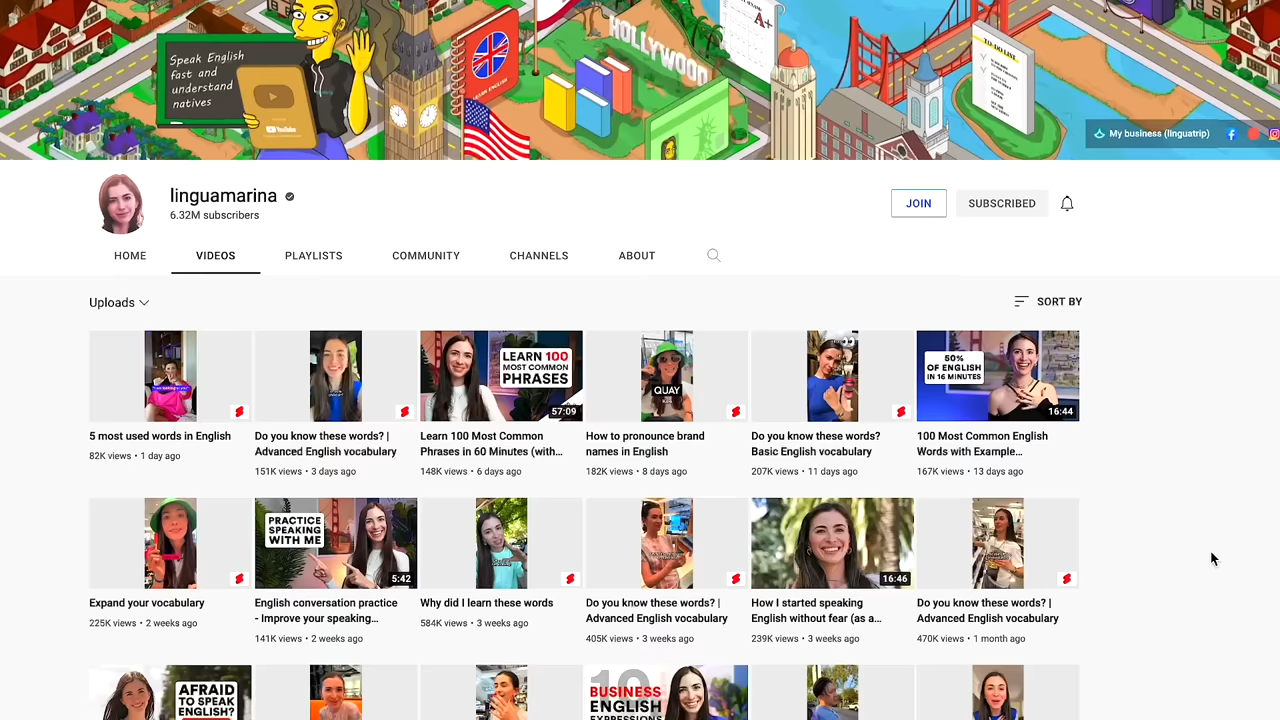 Speak English
fast and
understand
natives
YouTube
LEARN ENGLISH
HOLLYWOOD
A+
TO-DO LIST
My business (linguatrip)
linguamarina
6.32M subscribers
JOIN
SUBSCRIBED
HOME
VIDEOS
PLAYLISTS
COMMUNITY
CHANNELS
ABOUT
Uploads
SORT BY
LEARN 100
MOST COMMON
PHRASES
57:09
QUAY
50%
OF ENGLISH
IN 16 MINUTES
16:44
5 most used words in English
82K views • 1 day ago
Do you know these words? |
Advanced English vocabulary
151K views • 3 days ago
Learn 100 Most Common
Phrases in 60 Minutes (with...
148K views • 6 days ago
How to pronounce brand
names in English
182K views • 8 days ago
Do you know these words?
Basic English vocabulary
207K views • 11 days ago
100 Most Common English
Words with Example...
167K views • 13 days ago
PRACTICE
SPEAKING
WITH ME
5:42
16:46
Expand your vocabulary
225K views • 2 weeks ago
English conversation practice
- Improve your speaking...
141K views • 2 weeks ago
Why did I learn these words
584K views • 3 weeks ago
Do you know these words? |
Advanced English vocabulary
405K views • 3 weeks ago
How I started speaking
English without fear (as a...
239K views • 3 weeks ago
Do you know these words? |
Advanced English vocabulary
470K views • 1 month ago
AFRAID
TO SPEAK
ENGLISH?
10
BUSINESS
ENGLISH
EXPRESSIONS